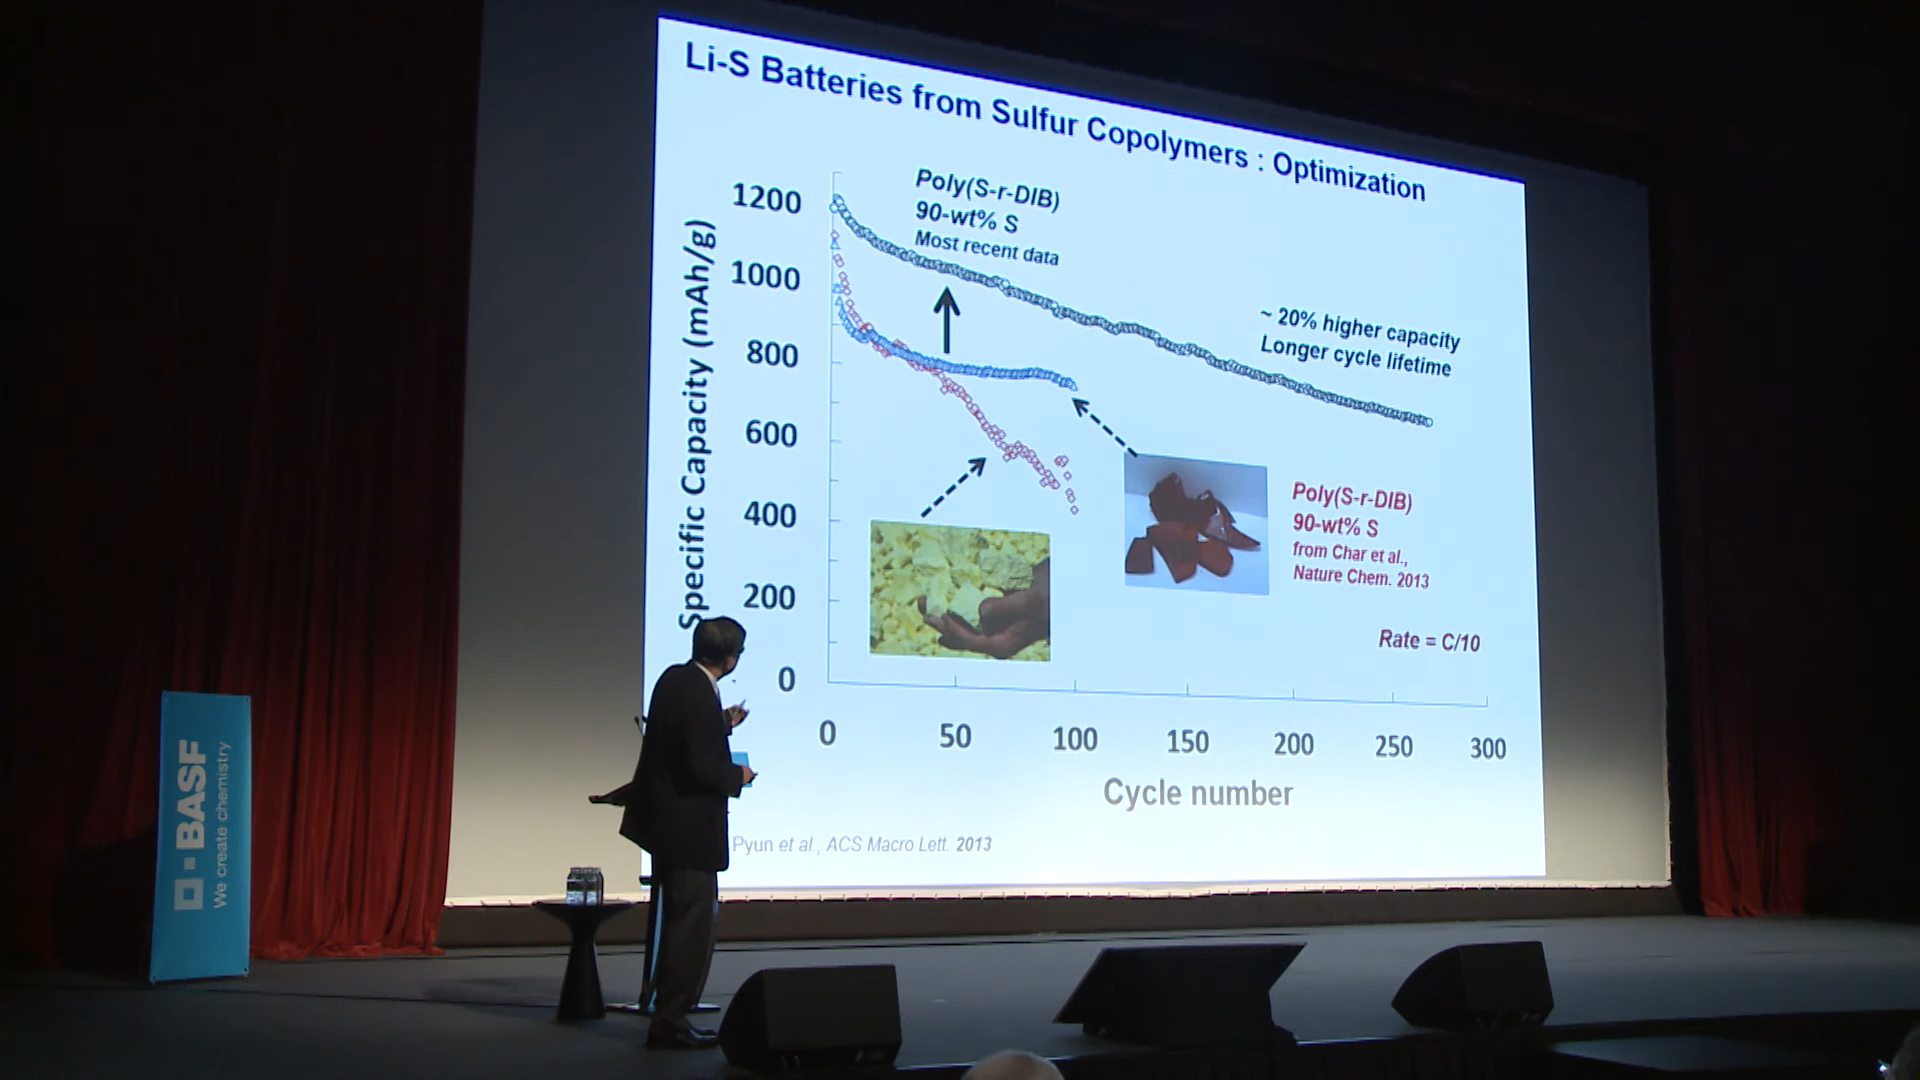 Li-S Batteries from Sulfur Copolymers : Optimization
Poly(S-r-DIB)
90-wt% S
Most recent data
~ 20% higher capacity
Longer cycle lifetime
Specific Capacity (mAh/g)
1200
1000
800
600
400
200
0
Poly(S-r-DIB)
90-wt% S
from Char et al.,
Nature Chem. 2013
Rate = C/10
0 50 100 150 200 250 300
Cycle number
Pyun et al., ACS Macro Lett. 2013
BASF
We create chemistry